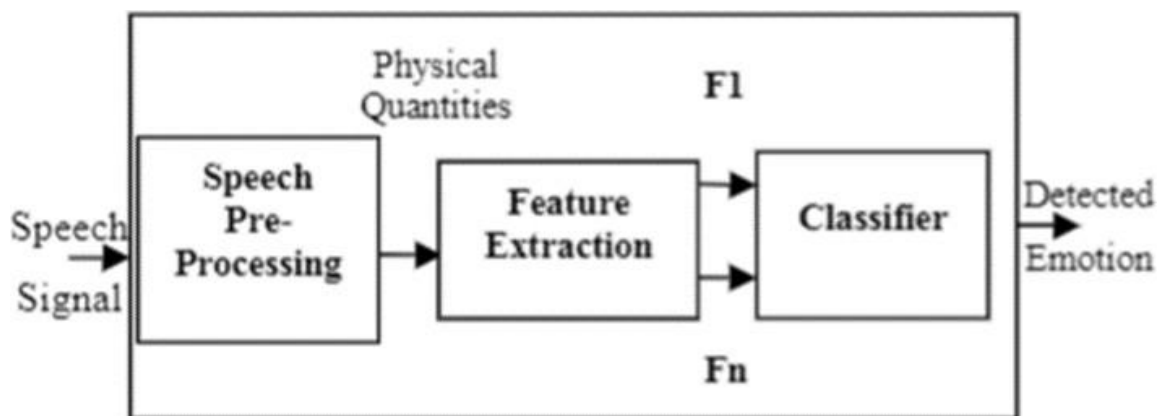 Speech
Signal
Speech
Pre-
Processing
Physical
Quantities
Feature
Extraction
F1
Fn
Classifier
Detected
Emotion